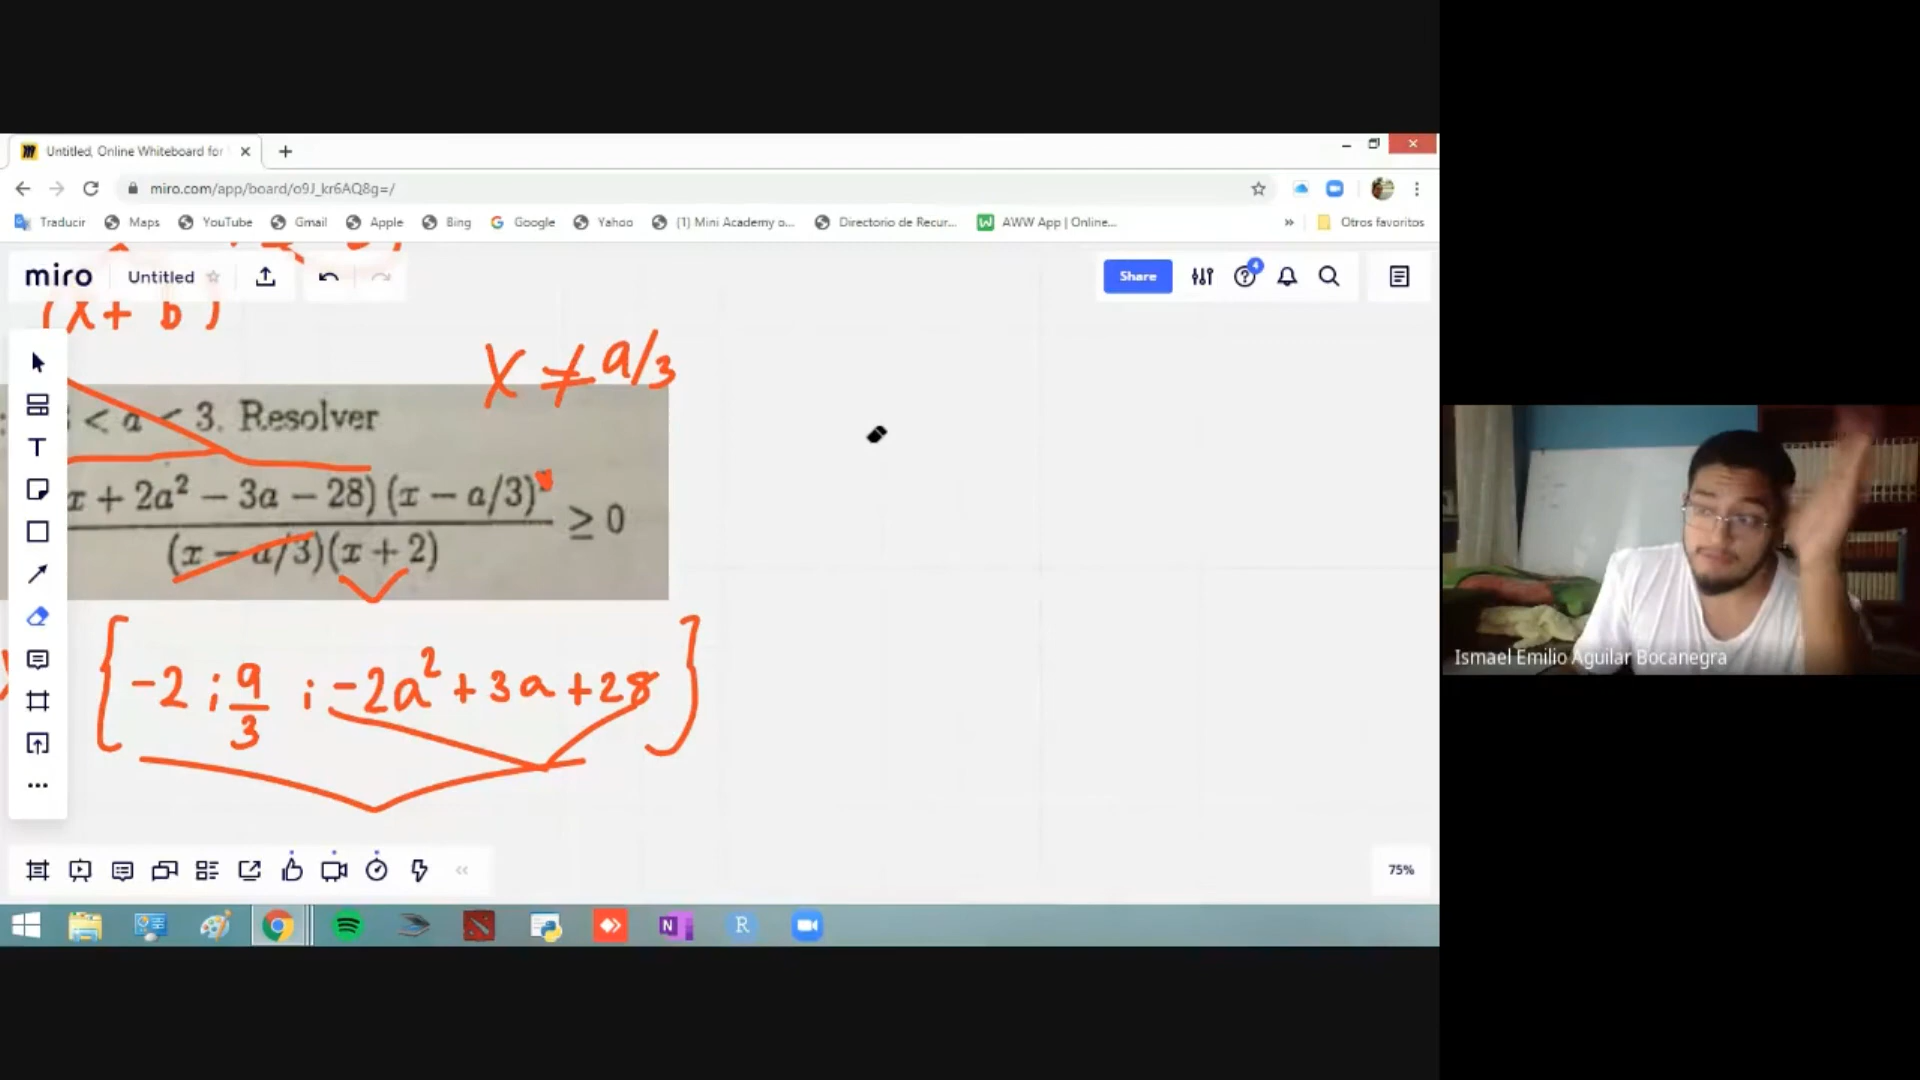 Untitled, Online Whiteboard for
miro.com/app/board/o9J_kr6AQ8g=/
Traducir Maps YouTube Gmail Apple Bing Google Yahoo (1) Mini Academy o... Directorio de Recur... AWW App | Online... » Otros favoritos
miro Untitled Share 4
(x + b)
x ≠ a/3
< a < 3. Resolver
x + 2a² − 3a − 28) (x − a/3)
(x − a/3)(x + 2)
≥ 0
{ -2 ; a/3 ; -2a² + 3a + 28 }
75%
Ismael Emilio Aguilar Bocanegra